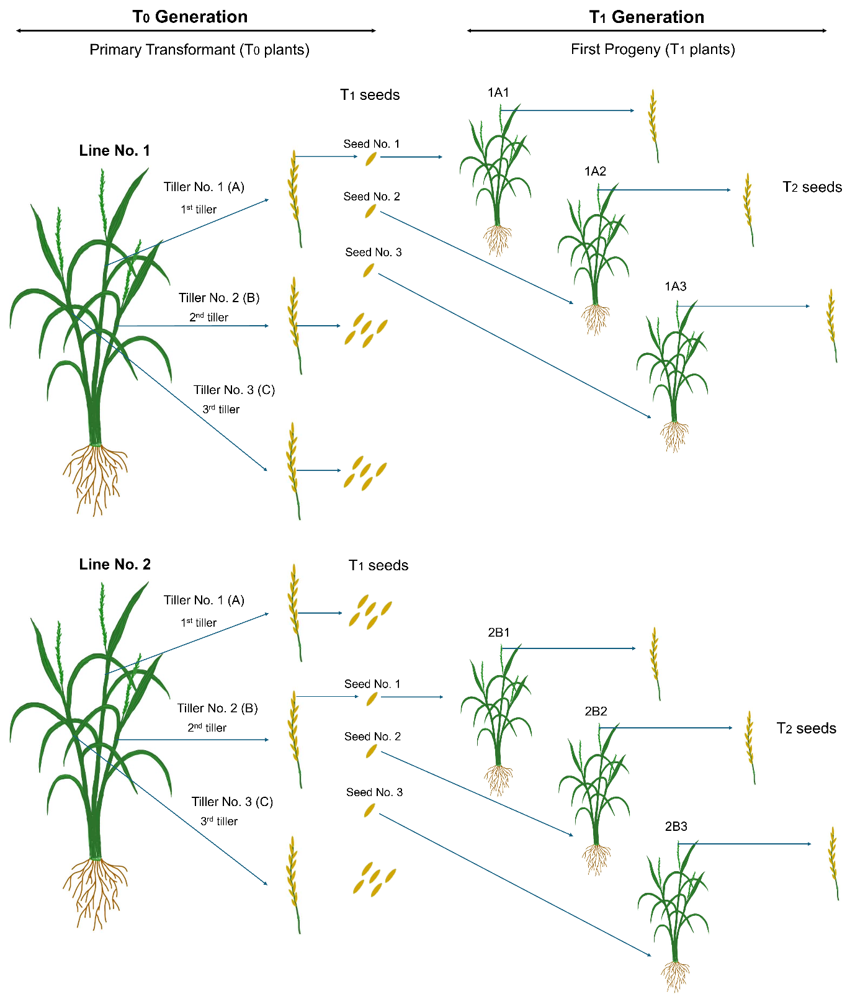 T0 Generation
T1 Generation
Primary Transformant (T0 plants)
First Progeny (T1 plants)
T1 seeds
1A1
Line No. 1
Seed No. 1
1A2
Tiller No. 1 (A)
1st tiller
Seed No. 2
T2 seeds
Seed No. 3
1A3
Tiller No. 2 (B)
2nd tiller
Tiller No. 3 (C)
3rd tiller
Line No. 2
T1 seeds
Tiller No. 1 (A)
1st tiller
2B1
Seed No. 1
Tiller No. 2 (B)
2nd tiller
2B2
Seed No. 2
T2 seeds
Seed No. 3
Tiller No. 3 (C)
3rd tiller
2B3